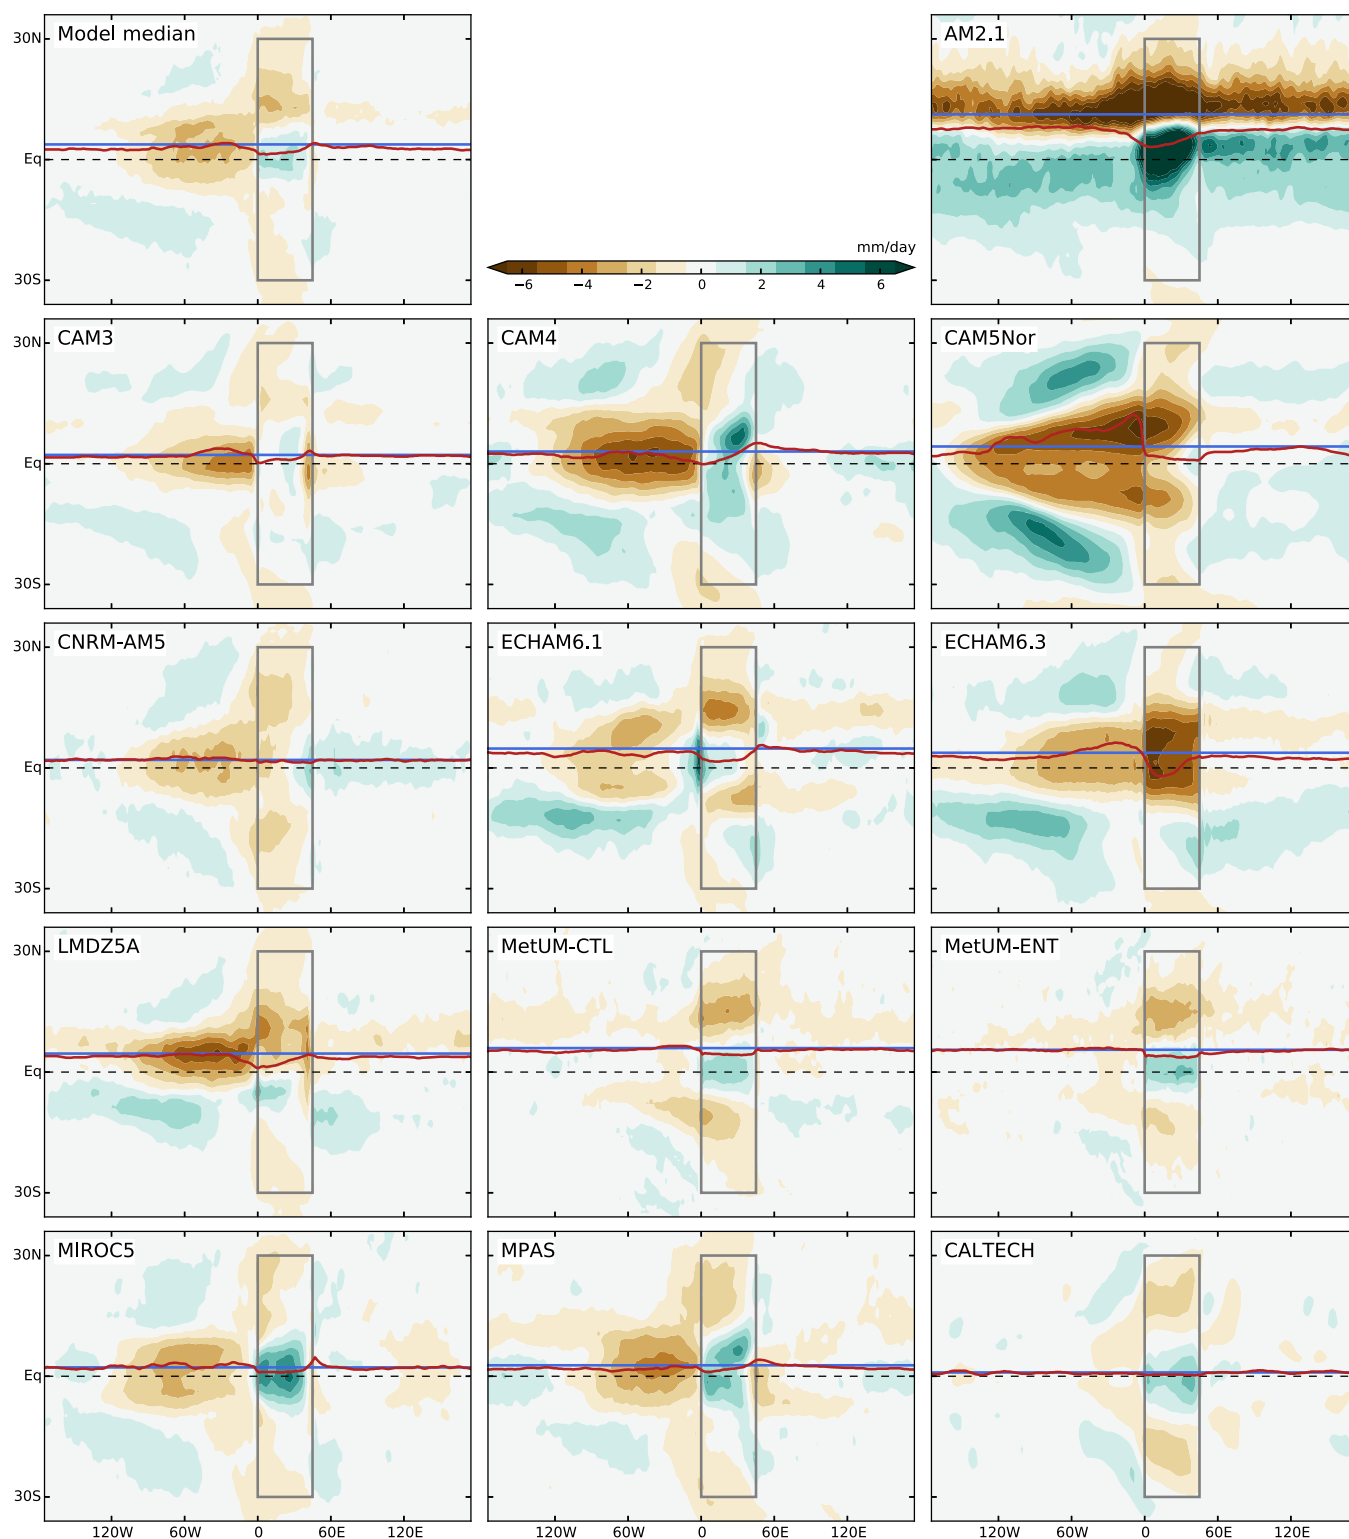 Model median
AM2.1
30N
Eq
30S
mm/day
−6 −4 −2 0 2 4 6
CAM3
CAM4
CAM5Nor
30N
Eq
30S
CNRM-AM5
ECHAM6.1
ECHAM6.3
30N
Eq
30S
LMDZ5A
MetUM-CTL
MetUM-ENT
30N
Eq
30S
MIROC5
MPAS
CALTECH
30N
Eq
30S
120W 60W 0 60E 120E
120W 60W 0 60E 120E
120W 60W 0 60E 120E